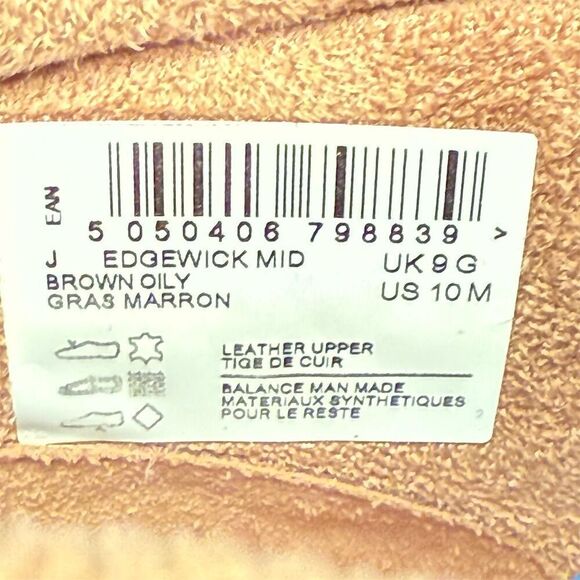 EAN
5 050406 798839 >
J EDGEWICK MID UK 9 G
BROWN OILY US 10 M
GRAS MARRON
LEATHER UPPER
TIGE DE CUIR
BALANCE MAN MADE
MATERIAUX SYNTHETIQUES
POUR LE RESTE
2